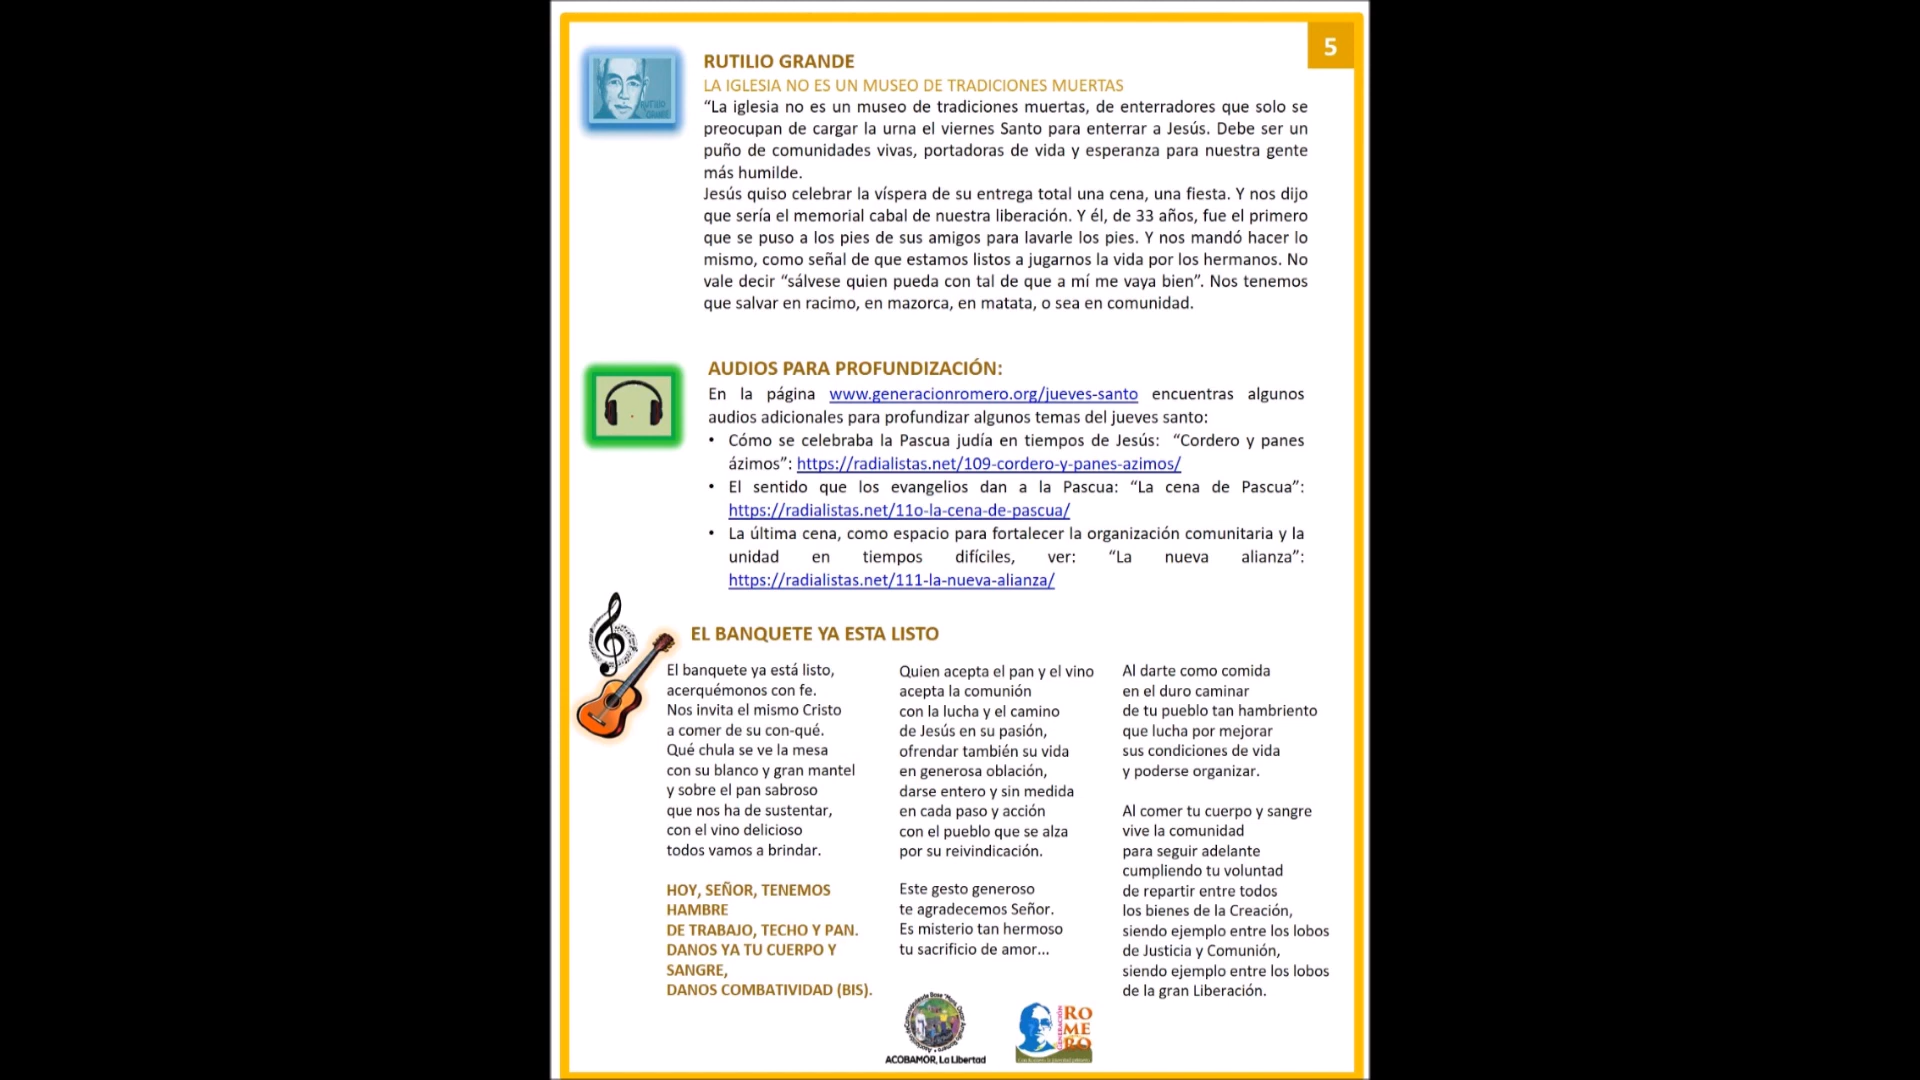 5
RUTILIO GRANDE
LA IGLESIA NO ES UN MUSEO DE TRADICIONES MUERTAS
“La iglesia no es un museo de tradiciones muertas, de enterradores que solo se
preocupan de cargar la urna el viernes Santo para enterrar a Jesús. Debe ser un
puño de comunidades vivas, portadoras de vida y esperanza para nuestra gente
más humilde.
Jesús quiso celebrar la víspera de su entrega total una cena, una fiesta. Y nos dijo
que sería el memorial cabal de nuestra liberación. Y él, de 33 años, fue el primero
que se puso a los pies de sus amigos para lavarle los pies. Y nos mandó hacer lo
mismo, como señal de que estamos listos a jugarnos la vida por los hermanos. No
vale decir “sálvese quien pueda con tal de que a mí me vaya bien”. Nos tenemos
que salvar en racimo, en mazorca, en matata, o sea en comunidad.
RUTILIO
GRANDE
AUDIOS PARA PROFUNDIZACIÓN:
En la página www.generacionromero.org/jueves-santo encuentras algunos
audios adicionales para profundizar algunos temas del jueves santo:
• Cómo se celebraba la Pascua judía en tiempos de Jesús: “Cordero y panes
ázimos”: https://radialistas.net/109-cordero-y-panes-azimos/
• El sentido que los evangelios dan a la Pascua: “La cena de Pascua”:
https://radialistas.net/11o-la-cena-de-pascua/
• La última cena, como espacio para fortalecer la organización comunitaria y la
unidad en tiempos difíciles, ver: “La nueva alianza”:
https://radialistas.net/111-la-nueva-alianza/
EL BANQUETE YA ESTA LISTO
El banquete ya está listo,
acerquémonos con fe.
Nos invita el mismo Cristo
a comer de su con-qué.
Qué chula se ve la mesa
con su blanco y gran mantel
y sobre el pan sabroso
que nos ha de sustentar,
con el vino delicioso
todos vamos a brindar.
HOY, SEÑOR, TENEMOS
HAMBRE
DE TRABAJO, TECHO Y PAN.
DANOS YA TU CUERPO Y
SANGRE,
DANOS COMBATIVIDAD (BIS).
Quien acepta el pan y el vino
acepta la comunión
con la lucha y el camino
de Jesús en su pasión,
ofrendar también su vida
en generosa oblación,
darse entero y sin medida
en cada paso y acción
con el pueblo que se alza
por su reivindicación.
Este gesto generoso
te agradecemos Señor.
Es misterio tan hermoso
tu sacrificio de amor...
Al darte como comida
en el duro caminar
de tu pueblo tan hambriento
que lucha por mejorar
sus condiciones de vida
y poderse organizar.
Al comer tu cuerpo y sangre
vive la comunidad
para seguir adelante
cumpliendo tu voluntad
de repartir entre todos
los bienes de la Creación,
siendo ejemplo entre los lobos
de Justicia y Comunión,
siendo ejemplo entre los lobos
de la gran Liberación.
ACOBAMOR, La Libertad
GENERACIÓN
RO
ME
RO